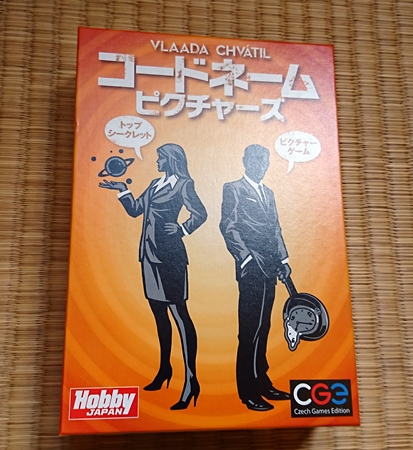 VLAADA CHVÁTIL
コードネーム
ピクチャーズ
トップ
シークレット
ピクチャー
ゲーム
Hobby
JAPAN
CGE
Czech Games Edition